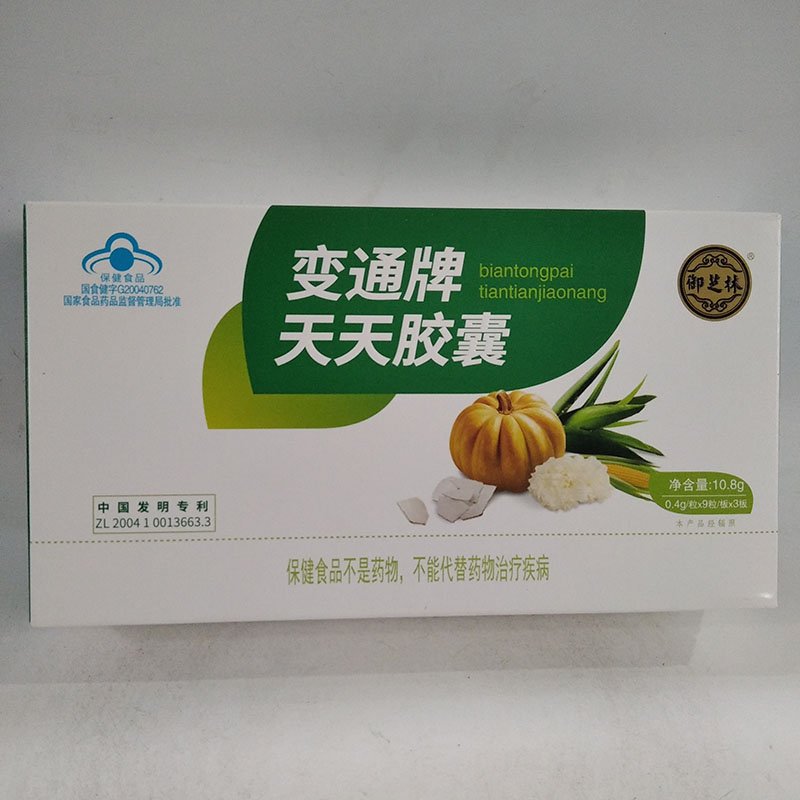 保健食品
国食健字G20040762
国家食品药品监督管理局批准
变通牌
天天胶囊
biantongpai
tiantianjiaonang
御芝林
®
中国发明专利
ZL 2004 1 0013663.3
净含量:10.8g
0.4g/粒x9粒/板x3板
本产品经辐照
保健食品不是药物，不能代替药物治疗疾病